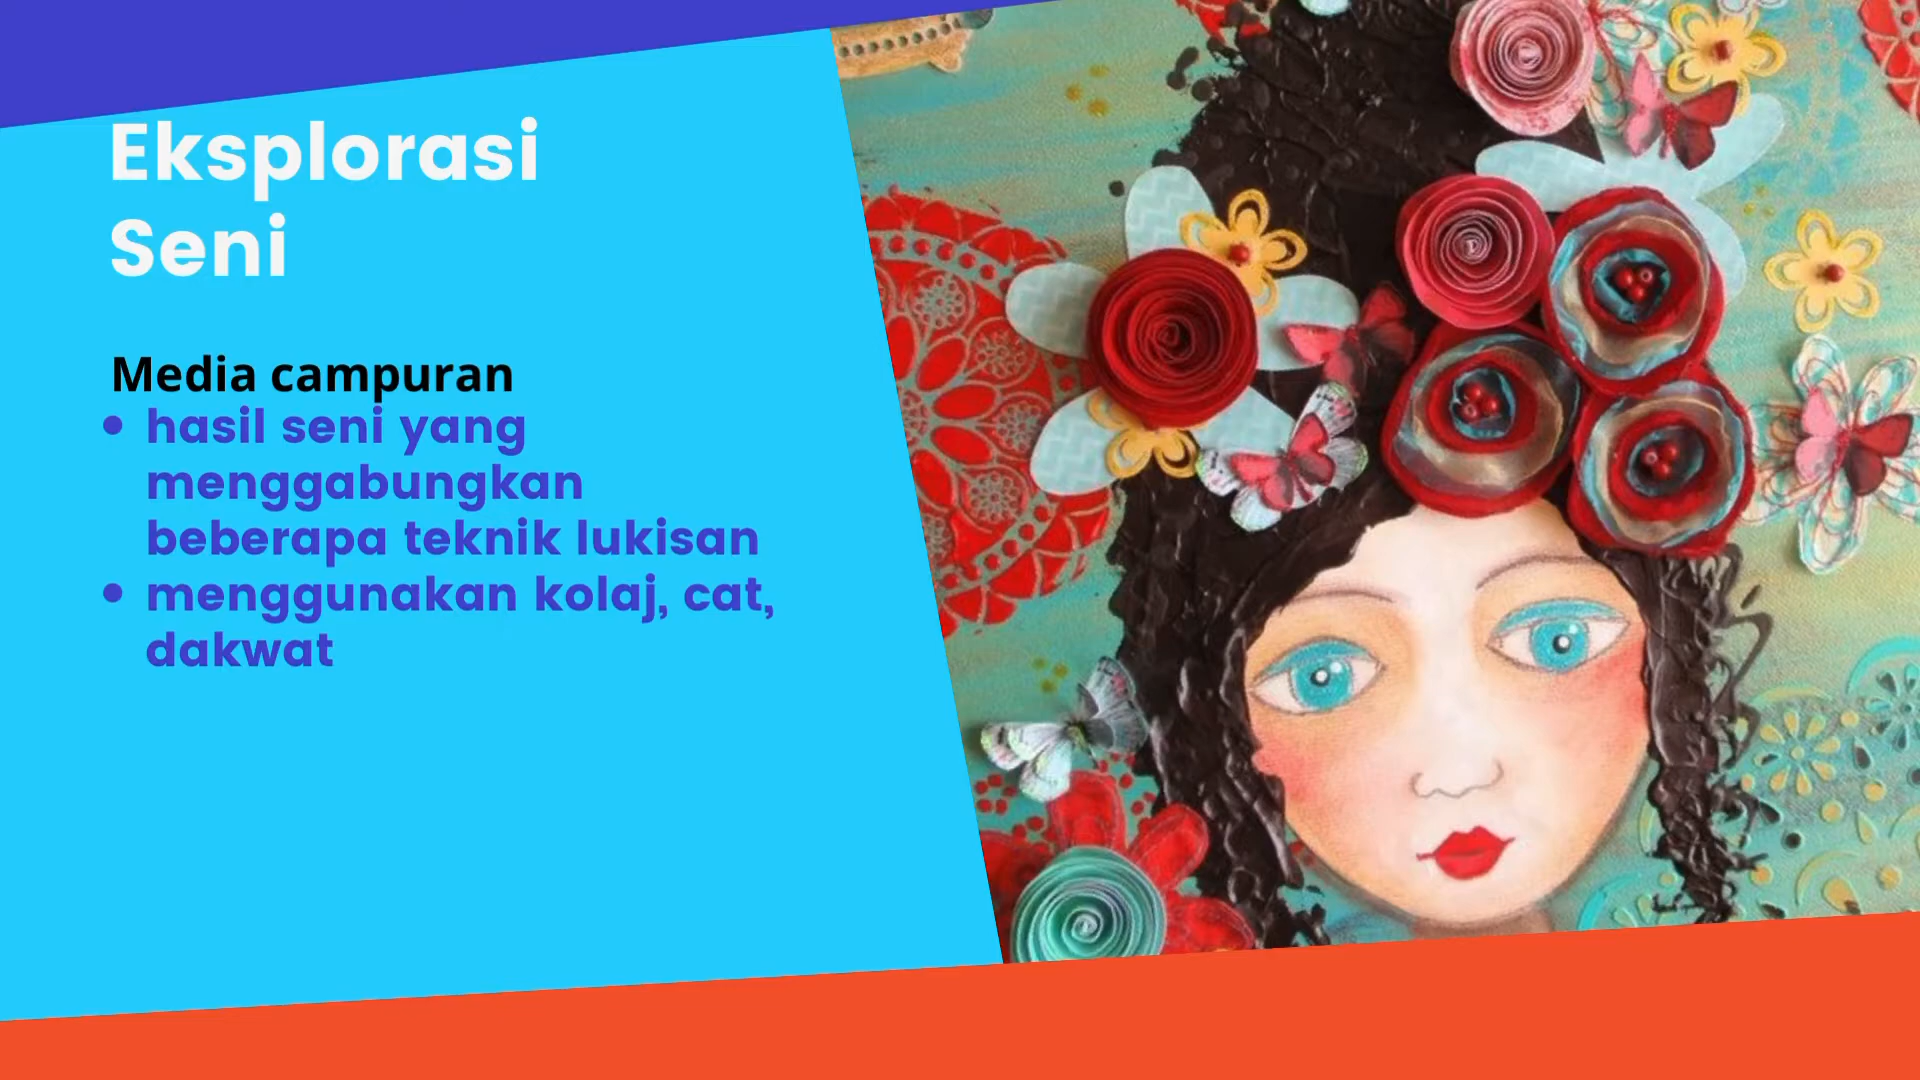 Eksplorasi
Seni
Media campuran
• hasil seni yang
menggabungkan
beberapa teknik lukisan
• menggunakan kolaj, cat,
dakwat